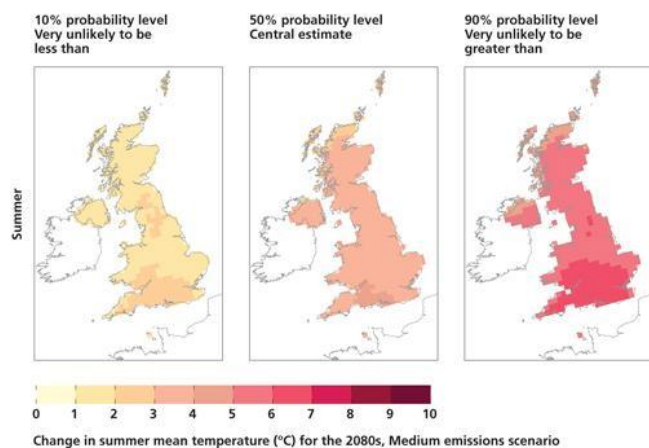 10% probability level
Very unlikely to be
less than
50% probability level
Central estimate
90% probability level
Very unlikely to be
greater than
Summer
0 1 2 3 4 5 6 7 8 9 10
Change in summer mean temperature (°C) for the 2080s, Medium emissions scenario